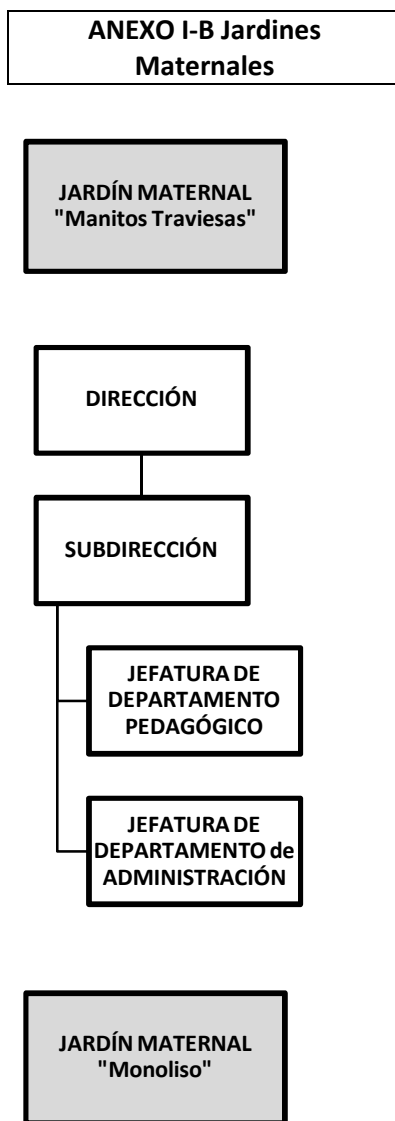 ANEXO I-B Jardines
Maternales
JARDÍN MATERNAL
"Manitos Traviesas"
DIRECCIÓN
SUBDIRECCIÓN
JEFATURA DE
DEPARTAMENTO
PEDAGÓGICO
JEFATURA DE
DEPARTAMENTO de
ADMINISTRACIÓN
JARDÍN MATERNAL
"Monoliso"